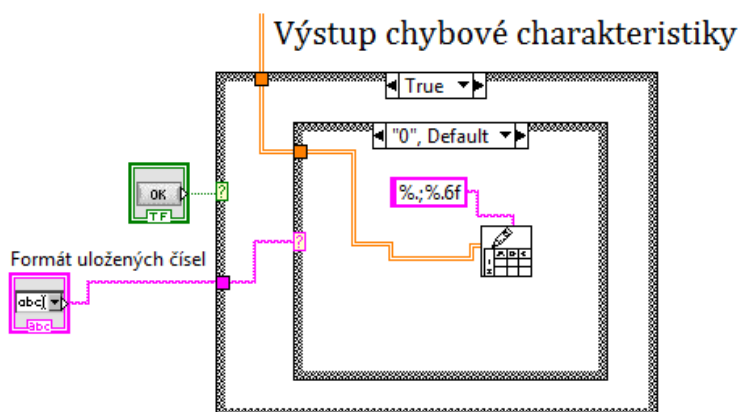 Výstup chybové charakteristiky
True
"0", Default
OK
TF
?
%.;%.6f
?
Formát uložených čísel
abc
abc